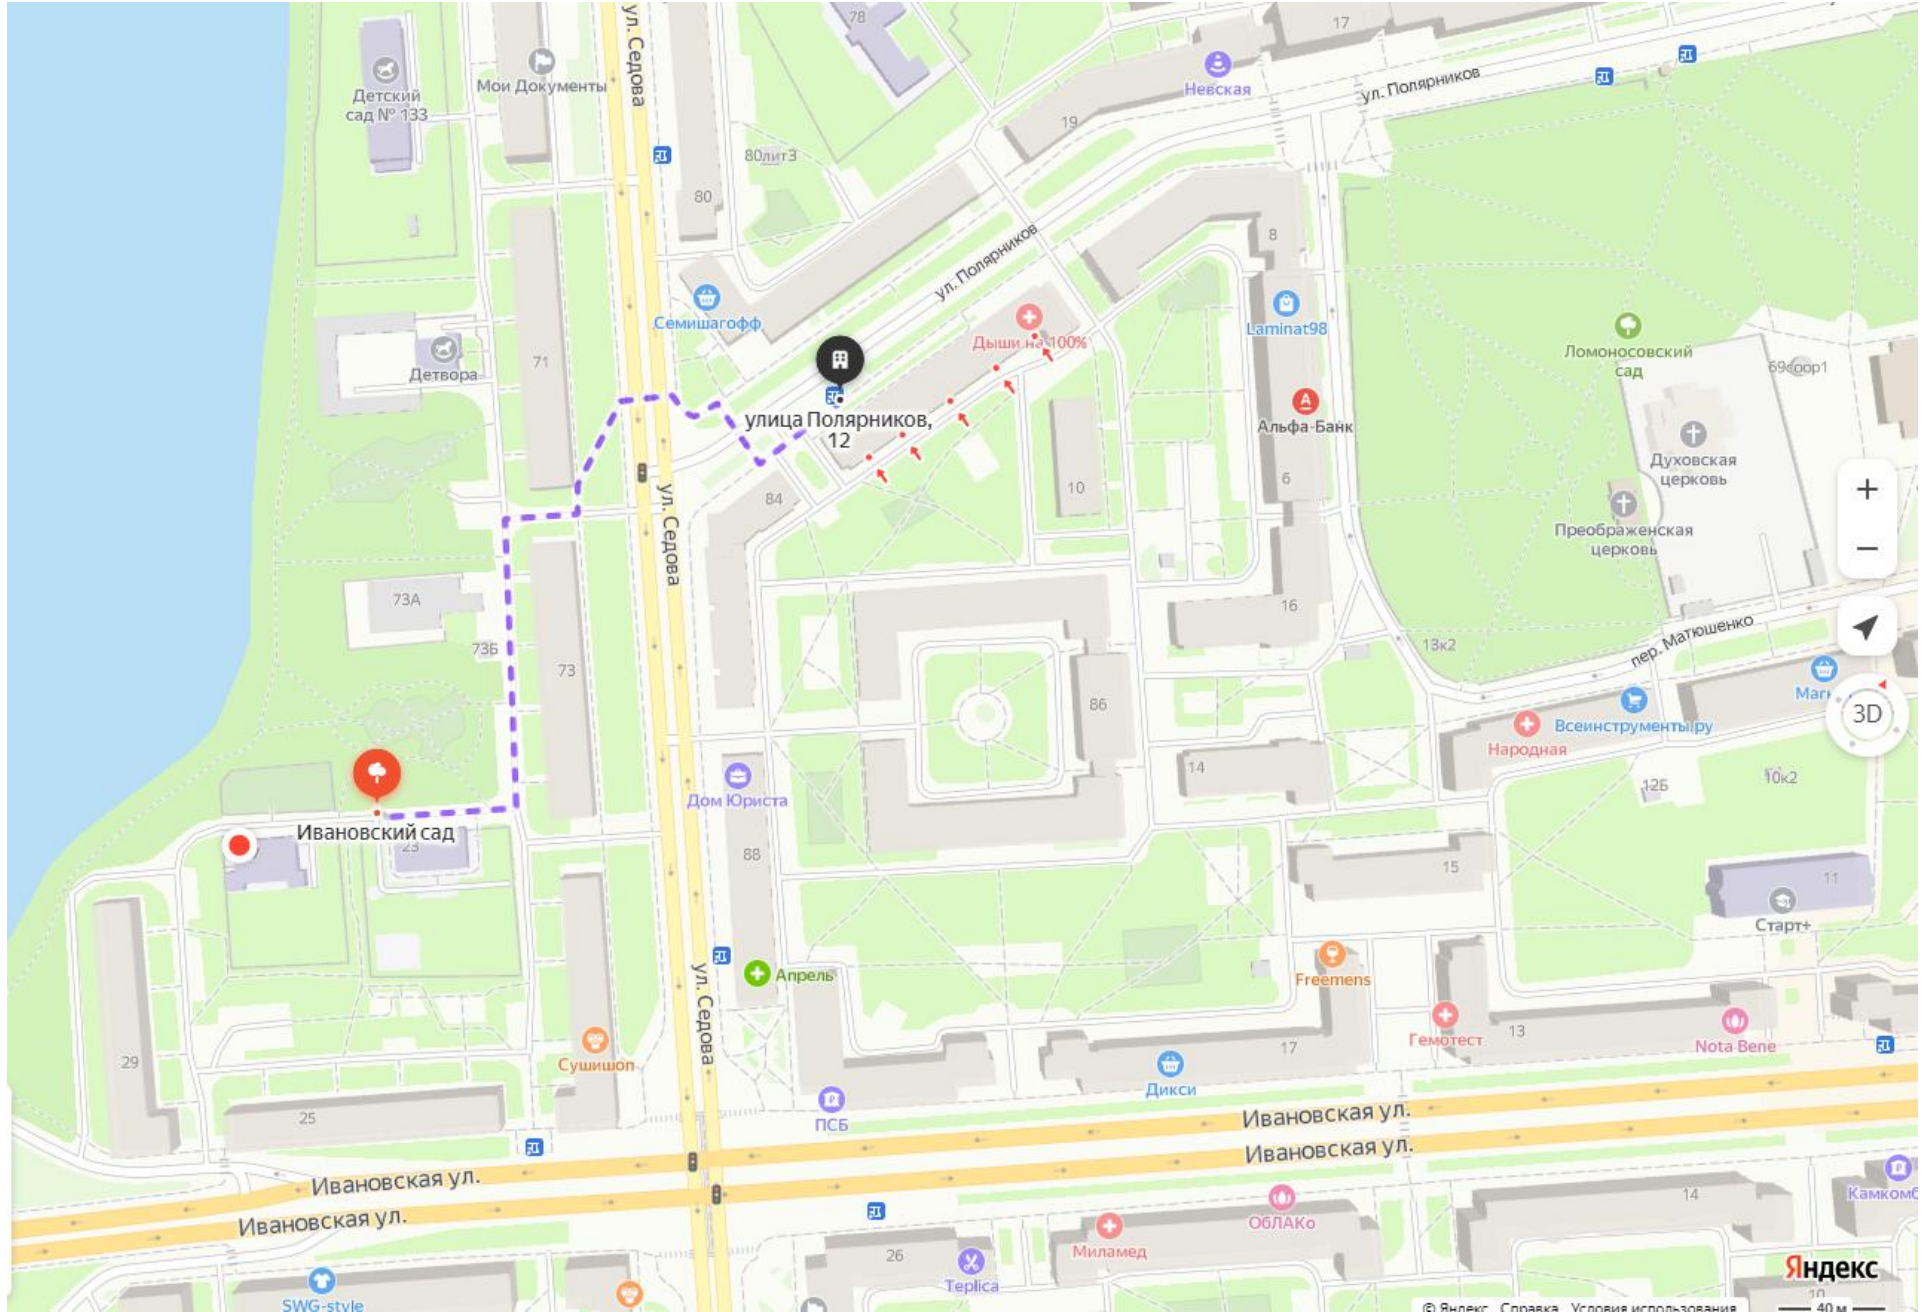 ул. Седова
78
17
Мои Документы
Детский
сад № 133
Невская
ул. Полярников
19
80лит3
80
8
ул. Полярников
Семишагофф
Laminat98
Дыши на 100%
Ломоносовский
сад
69соор1
71
Детвора
улица Полярников,
12
Альфа-Банк
Духовская
церковь
6
10
84
ул. Седова
Преображенская
церковь
73А
16
73Б
73
13к2
пер. Матюшенко
86
Всеинструменты.ру
Народная
3D
14
Дом Юриста
12Б
10к2
Ивановский сад
23
88
15
11
Старт+
Апрель
ул. Седова
Freemens
Гемотест
13
Nota Bene
29
Сушишоп
17
Дикси
25
ПСБ
Ивановская ул.
Ивановская ул.
Ивановская ул.
Ивановская ул.
14
ОблАКо
Миламед
26
Teplica
SWG-style
Яндекс
10
© Яндекс Справка Условия использования
40 м